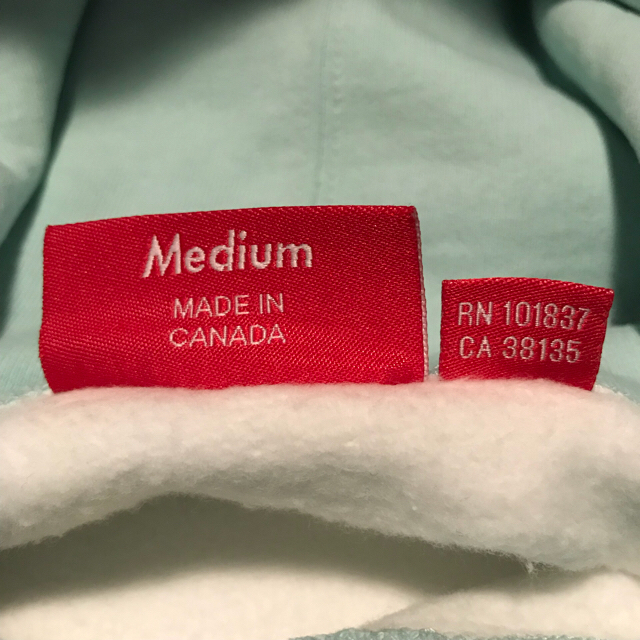 Medium
MADE IN
CANADA
RN 101837
CA 38135